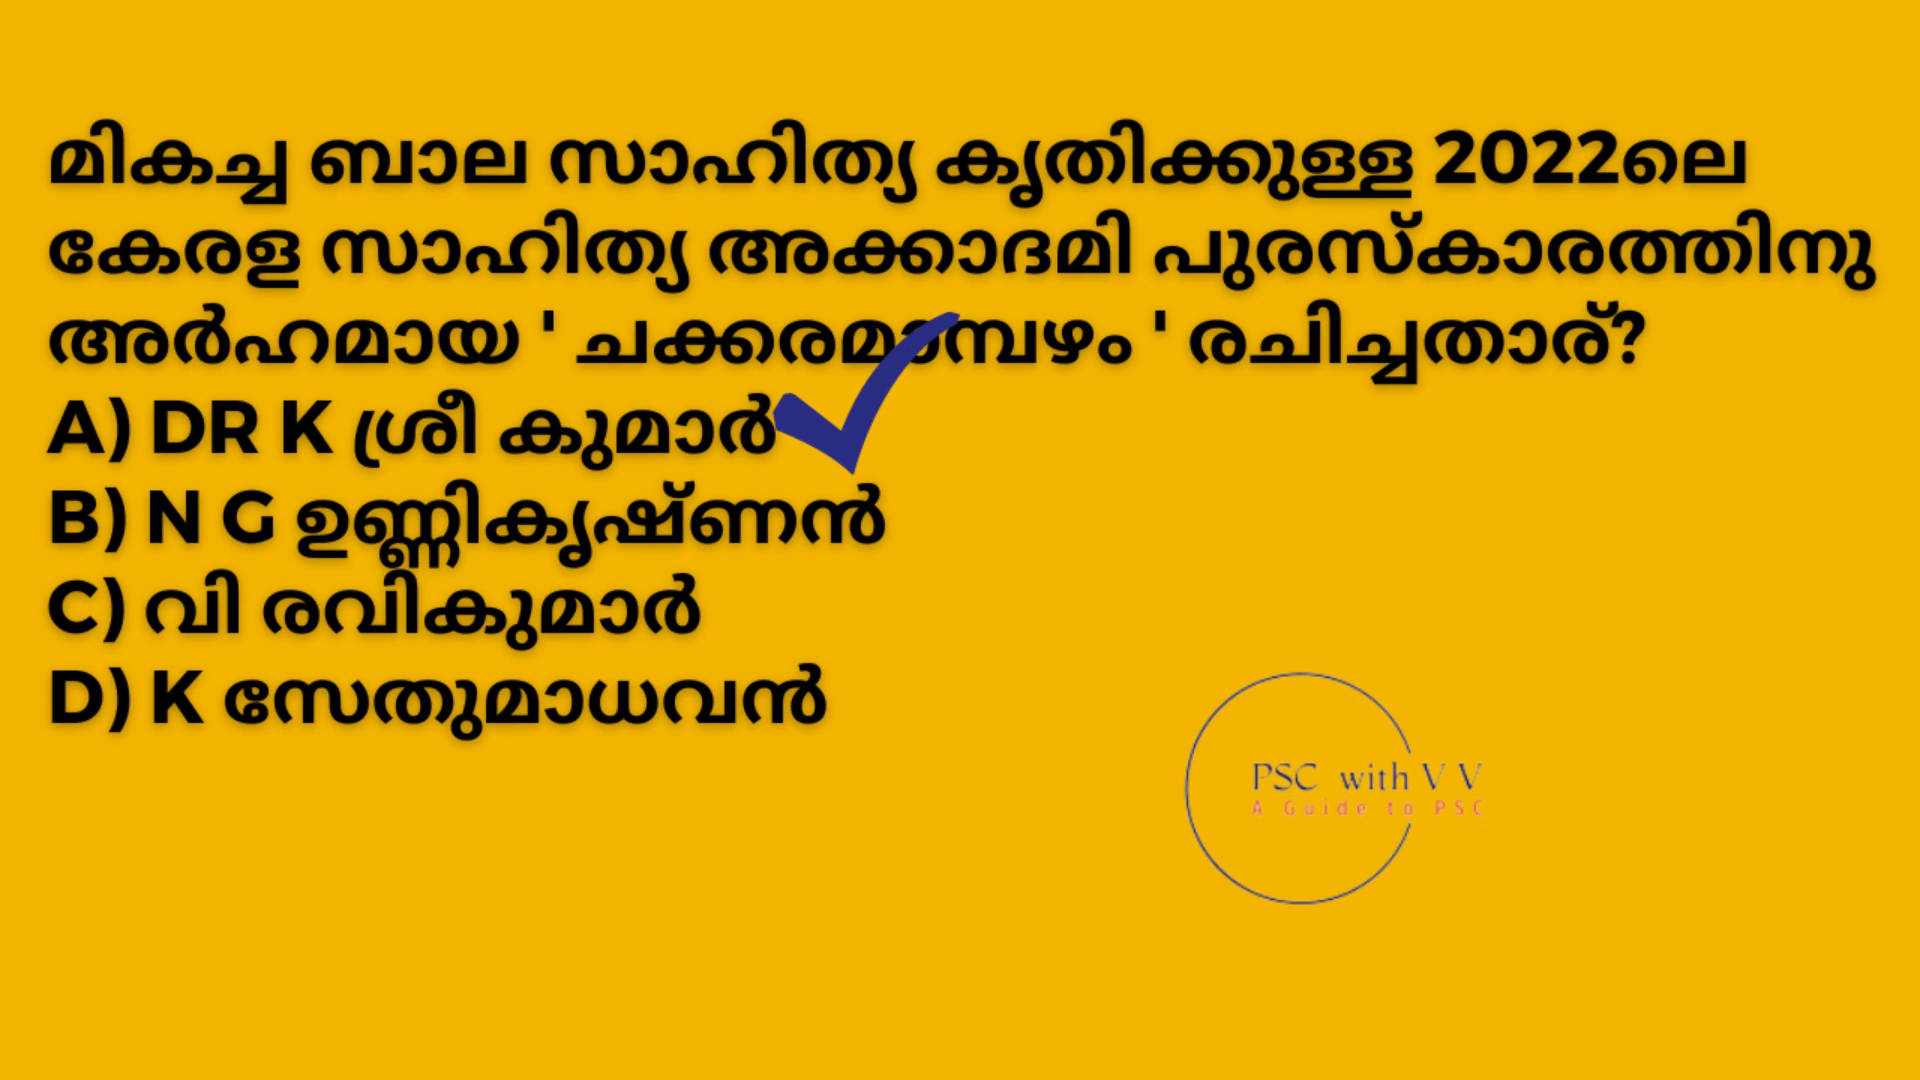 മികച്ച ബാല സാഹിത്യ കൃതിക്കുള്ള 2022ലെ
കേരള സാഹിത്യ അക്കാദമി പുരസ്കാരത്തിനു
അർഹമായ ' ചക്കരമാമ്പഴം ' രചിച്ചതാര്?
A) DR K ശ്രീ കുമാർ
B) N G ഉണ്ണികൃഷ്ണൻ
C) വി രവികുമാർ
D) K സേതുമാധവൻ
PSC with V V
A Guide to PSC